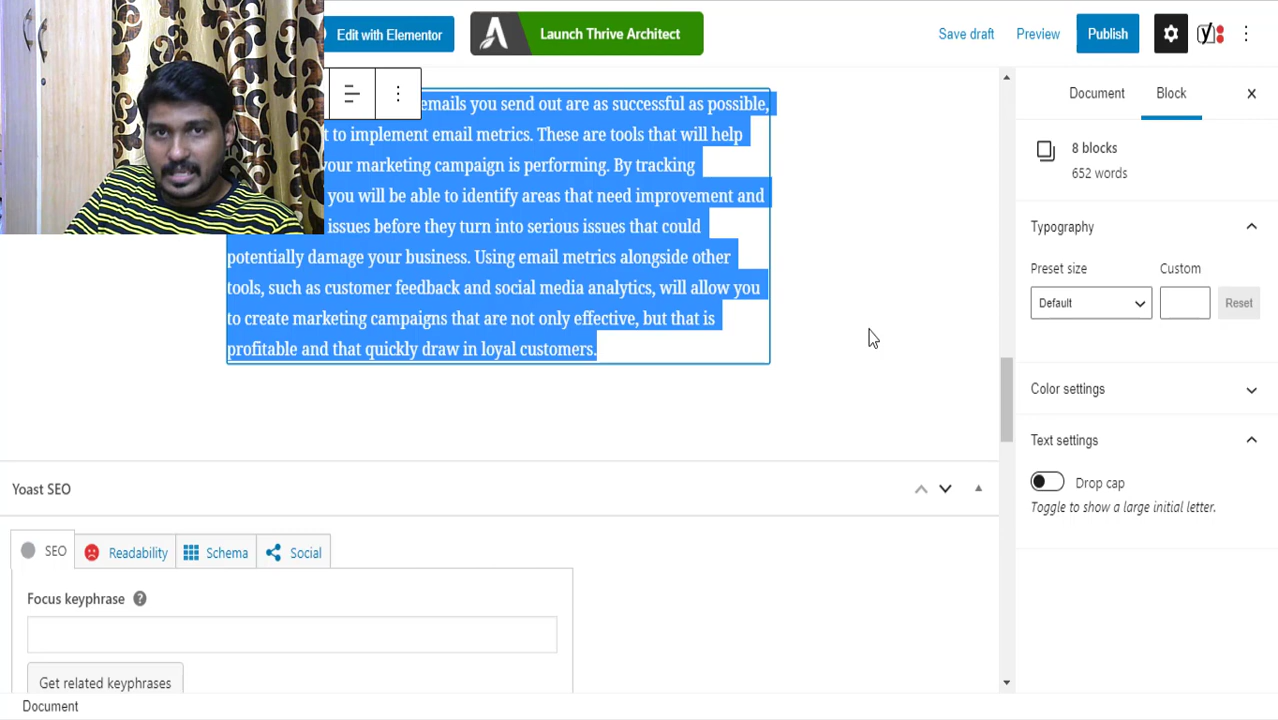 Edit with Elementor
Launch Thrive Architect
Save draft
Preview
Publish
emails you send out are as successful as possible,
t to implement email metrics. These are tools that will help
your marketing campaign is performing. By tracking
you will be able to identify areas that need improvement and
issues before they turn into serious issues that could
potentially damage your business. Using email metrics alongside other
tools, such as customer feedback and social media analytics, will allow you
to create marketing campaigns that are not only effective, but that is
profitable and that quickly draw in loyal customers.
Document
Block
8 blocks
652 words
Typography
Preset size
Custom
Default
Reset
Color settings
Text settings
Drop cap
Toggle to show a large initial letter.
Yoast SEO
SEO
Readability
Schema
Social
Focus keyphrase
Get related keyphrases
Document